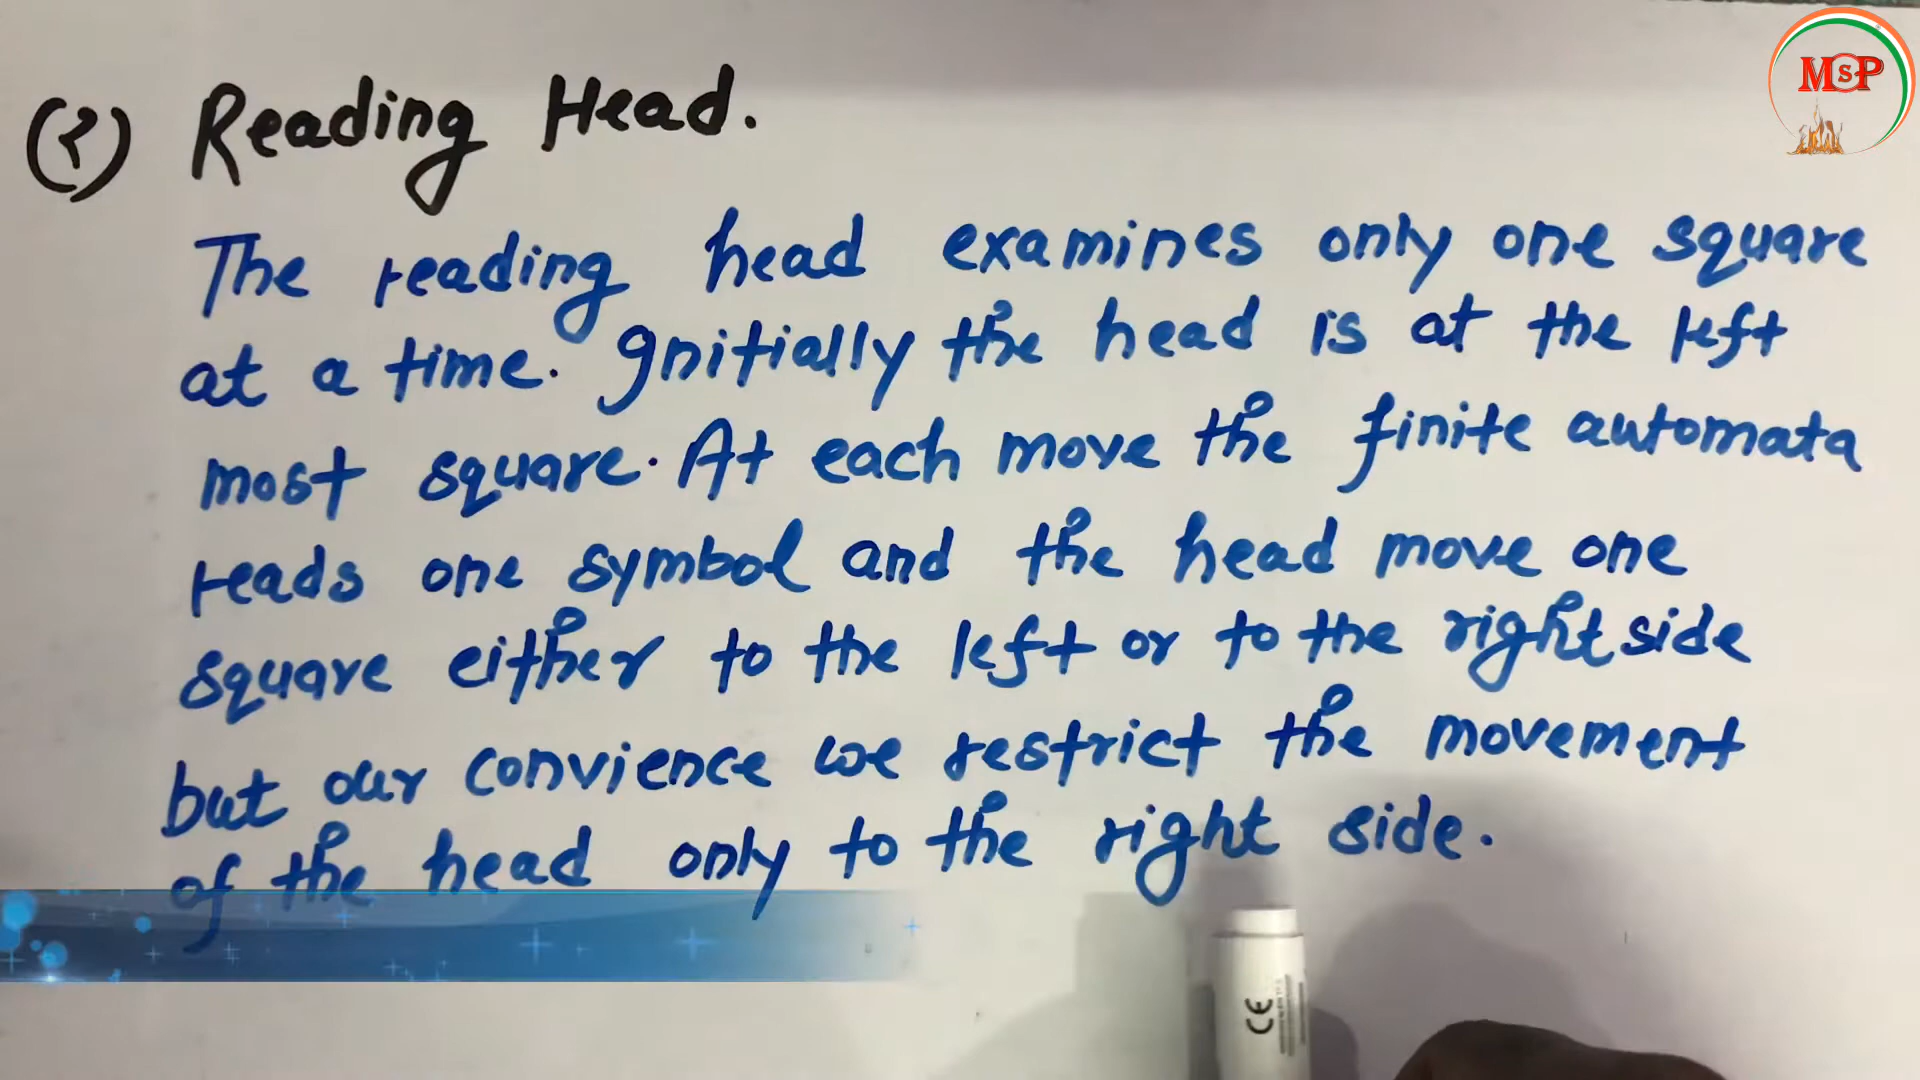 (२) Reading Head.
The reading head examines only one square
at a time. Initially the head is at the left
most square. At each move the finite automata
reads one symbol and the head move one
square either to the left or to the right side
but our convience we restrict the movement
of the head only to the right side.
MSP
CE